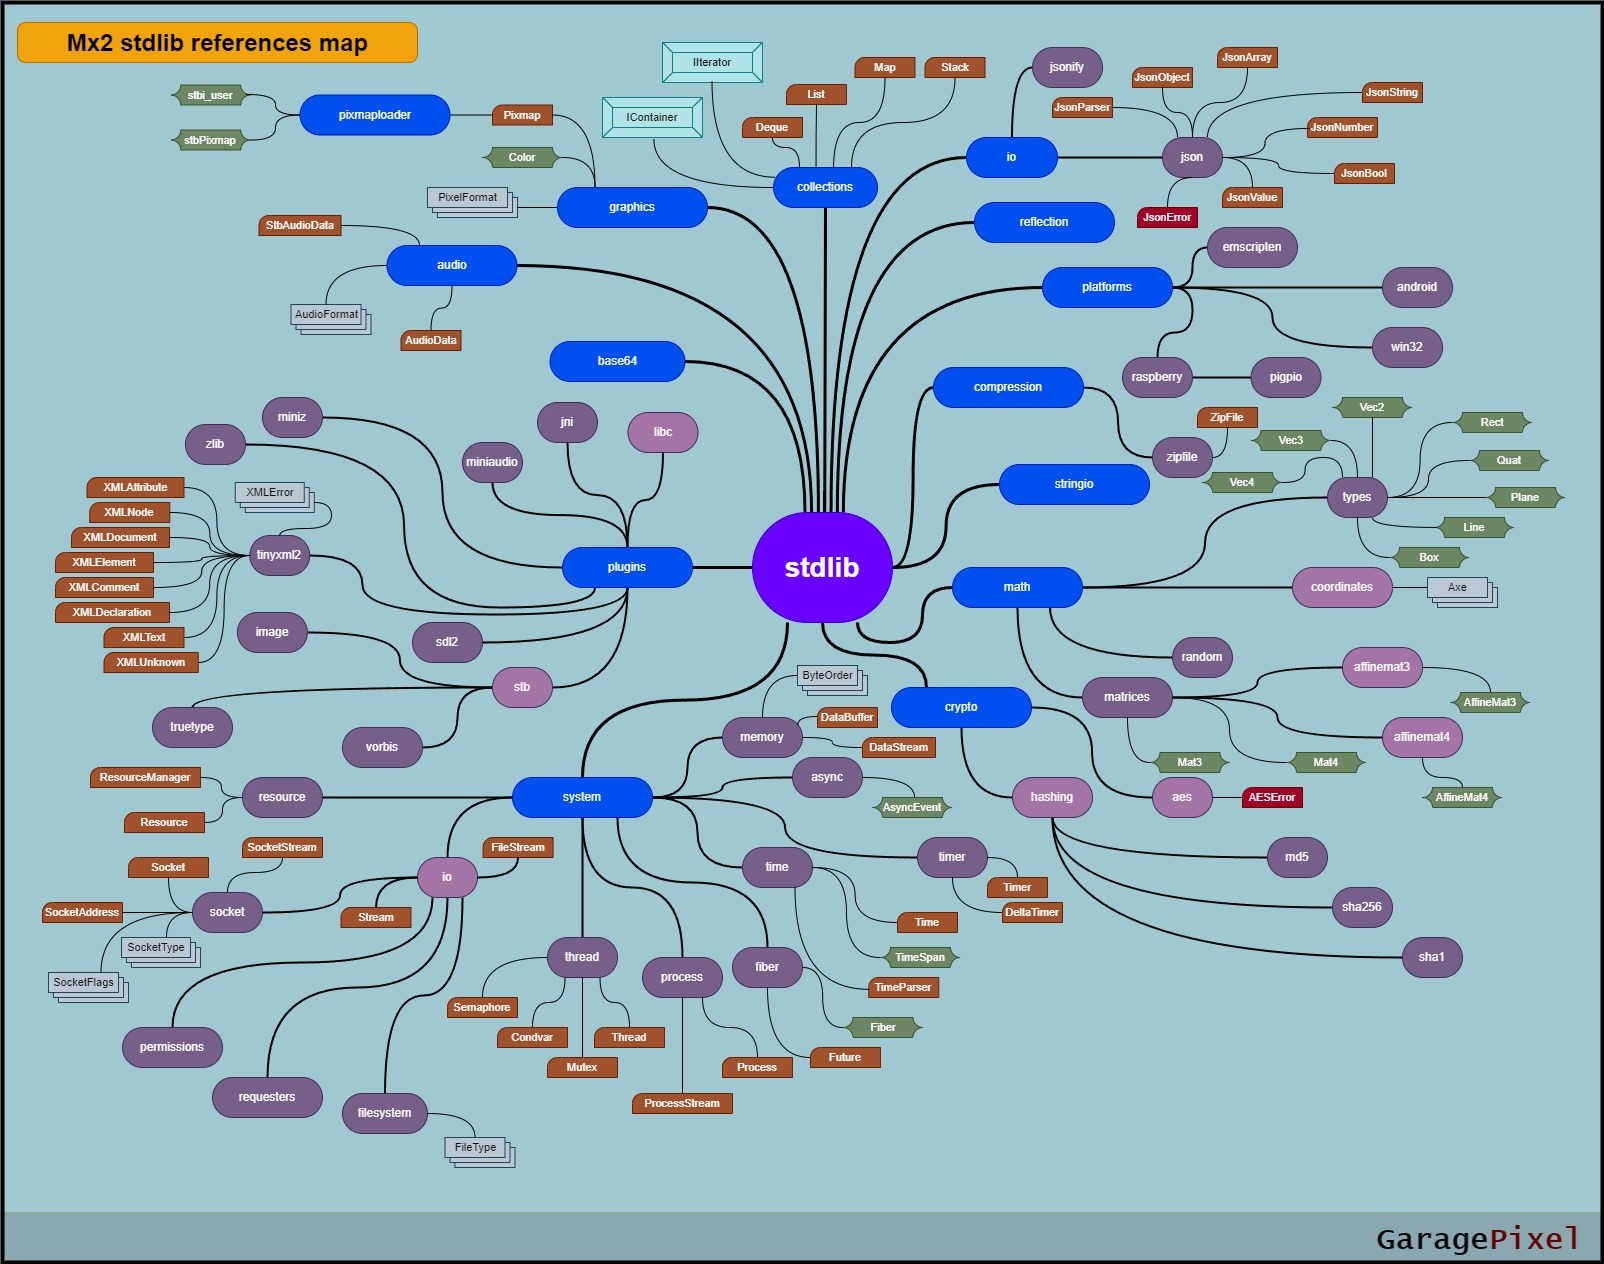 Mx2 stdlib references map
stbi_user
stbPixmap
pixmaploader
Pixmap
Color
PixelFormat
graphics
IIterator
IContainer
Deque
List
Map
Stack
collections
jsonify
io
json
JsonParser
JsonObject
JsonArray
JsonString
JsonNumber
JsonBool
JsonValue
JsonError
reflection
StbAudioData
audio
AudioFormat
AudioData
platforms
emscripten
android
win32
raspberry
pigpio
base64
compression
zipfile
ZipFile
stringio
miniz
zlib
jni
libc
miniaudio
plugins
stdlib
XMLAttribute
XMLNode
XMLDocument
XMLElement
XMLComment
XMLDeclaration
XMLText
XMLUnknown
XMLError
tinyxml2
image
sdl2
stb
truetype
vorbis
math
types
Vec2
Vec3
Vec4
Rect
Quat
Plane
Line
Box
coordinates
Axe
random
matrices
affinemat3
AffineMat3
affinemat4
AffineMat4
Mat3
Mat4
crypto
hashing
aes
AESError
md5
sha256
sha1
system
memory
ByteOrder
DataBuffer
DataStream
async
AsyncEvent
timer
Timer
DeltaTimer
time
Time
TimeSpan
TimeParser
fiber
Fiber
Future
process
Process
ProcessStream
thread
Semaphore
Condvar
Mutex
Thread
resource
ResourceManager
Resource
io
FileStream
Stream
socket
SocketStream
Socket
SocketAddress
SocketType
SocketFlags
permissions
requesters
filesystem
FileType
GaragePixel